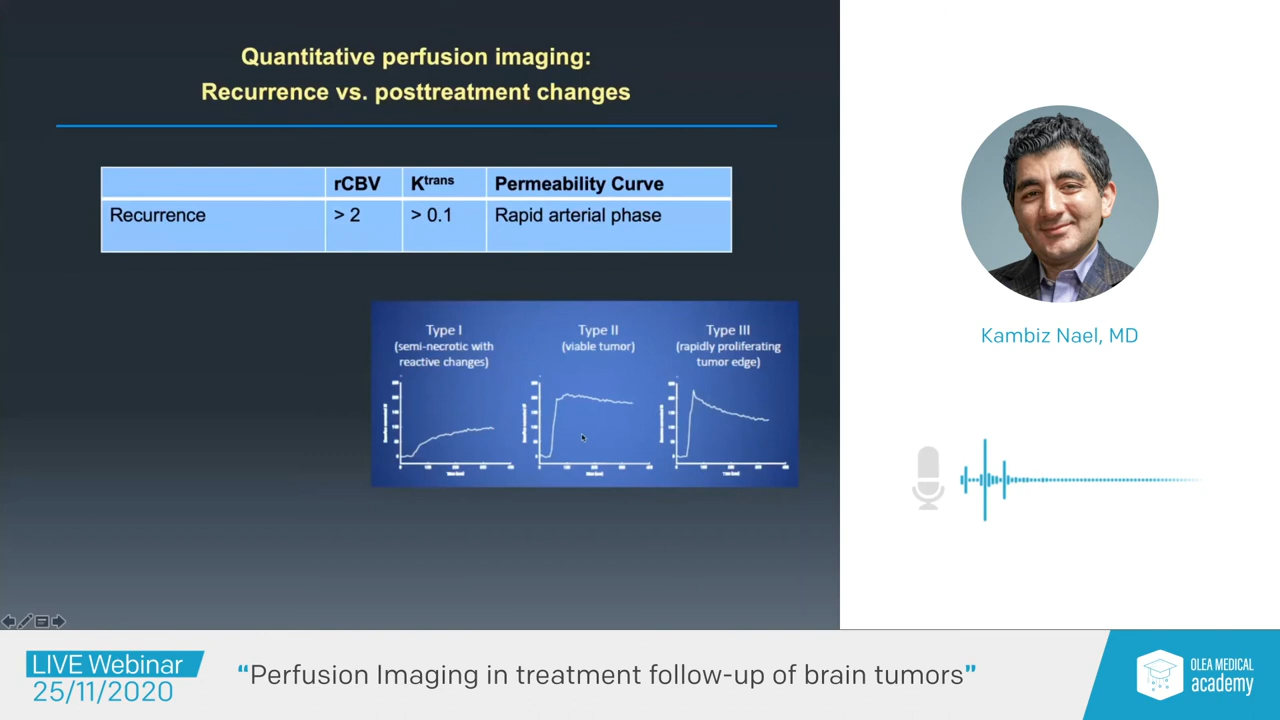 Quantitative perfusion imaging:
Recurrence vs. posttreatment changes
rCBV Ktrans Permeability Curve
Recurrence > 2 > 0.1 Rapid arterial phase
Type I
(semi-necrotic with
reactive changes)
Type II
(viable tumor)
Type III
(rapidly proliferating
tumor edge)
Kambiz Nael, MD
LIVE Webinar
25/11/2020
“Perfusion Imaging in treatment follow-up of brain tumors”
OLEA MEDICAL
academy